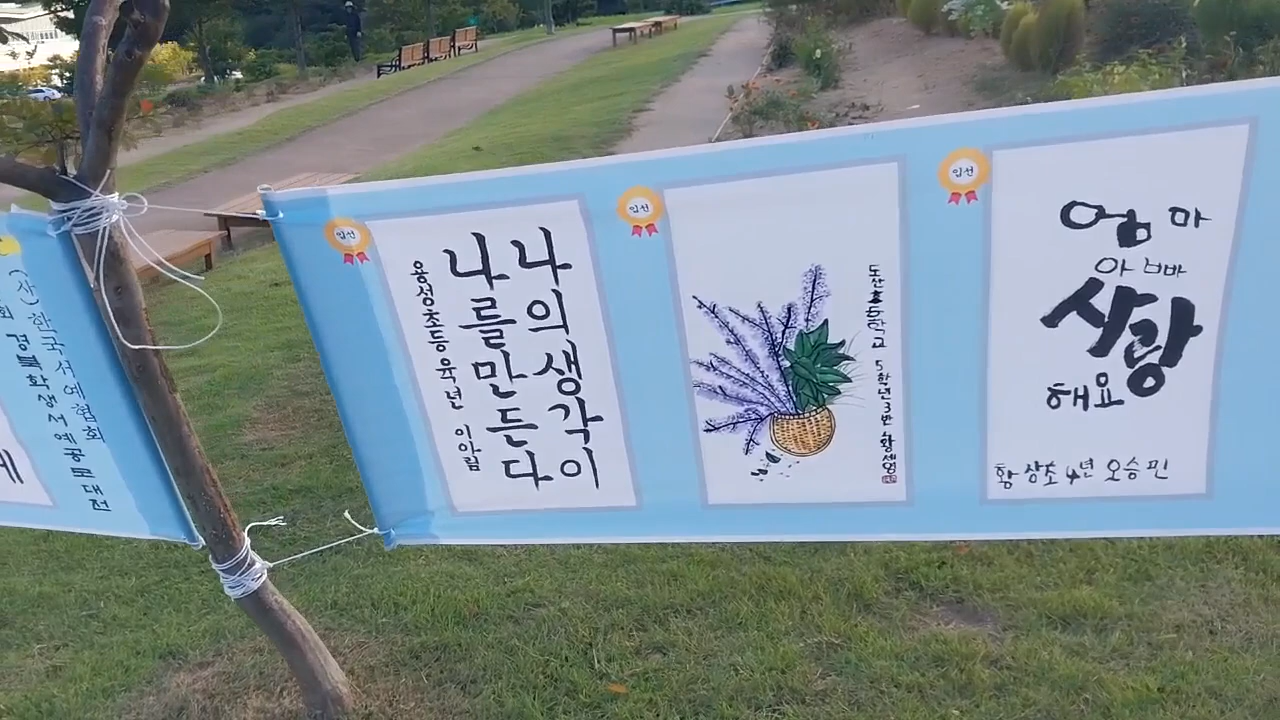 (사)한국서예협회
경북학생서예공모대전
입선
나의생각이
나를만든다
용성초등육년 이아림
입선
도산초등학교 5학년3반 황세영
입선
엄마
아빠
사랑
해요
황상초4년 오승민